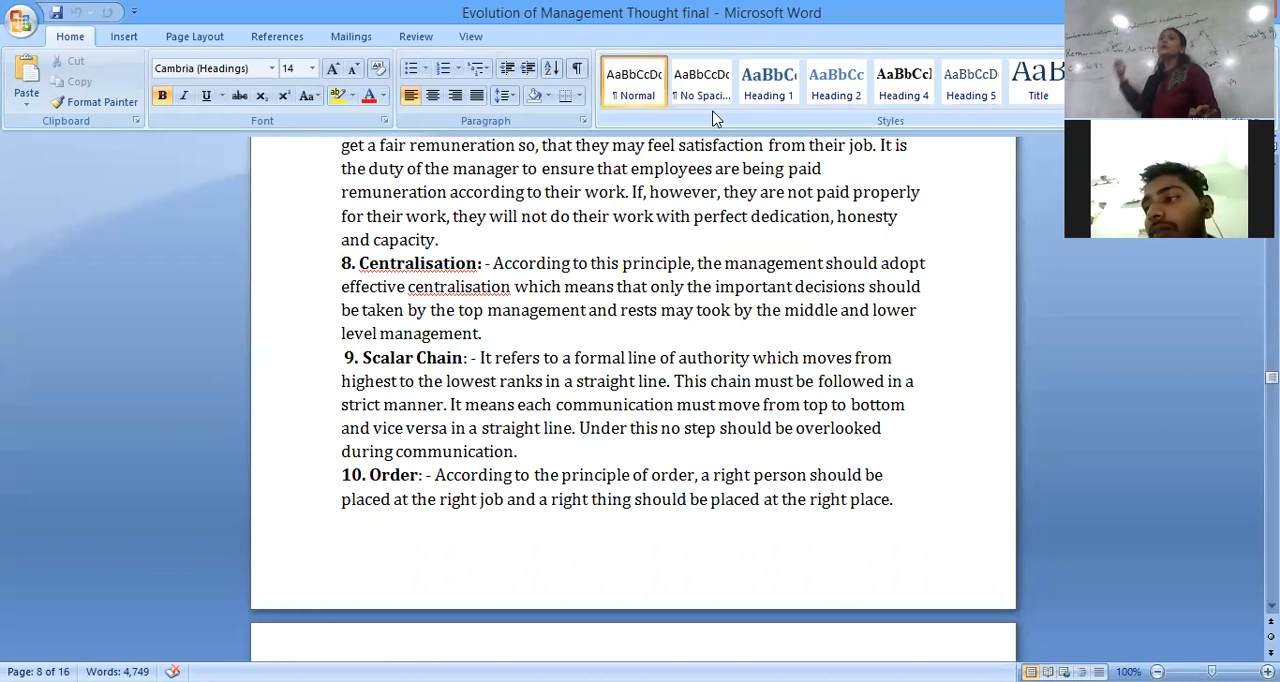 Evolution of Management Thought final - Microsoft Word
Home Insert Page Layout References Mailings Review View
Cut
Copy
Format Painter
Paste
Clipboard
Cambria (Headings) 14
Font
Paragraph
AaBbCcDc AaBbCcDc AaBbC AaBbCc AaBbCcl AaBbCcD AaB
¶ Normal ¶ No Spaci... Heading 1 Heading 2 Heading 4 Heading 5 Title
Styles
get a fair remuneration so, that they may feel satisfaction from their job. It is
the duty of the manager to ensure that employees are being paid
remuneration according to their work. If, however, they are not paid properly
for their work, they will not do their work with perfect dedication, honesty
and capacity.
8. Centralisation: - According to this principle, the management should adopt
effective centralisation which means that only the important decisions should
be taken by the top management and rests may took by the middle and lower
level management.
9. Scalar Chain: - It refers to a formal line of authority which moves from
highest to the lowest ranks in a straight line. This chain must be followed in a
strict manner. It means each communication must move from top to bottom
and vice versa in a straight line. Under this no step should be overlooked
during communication.
10. Order: - According to the principle of order, a right person should be
placed at the right job and a right thing should be placed at the right place.
Page: 8 of 16 Words: 4,749 100%